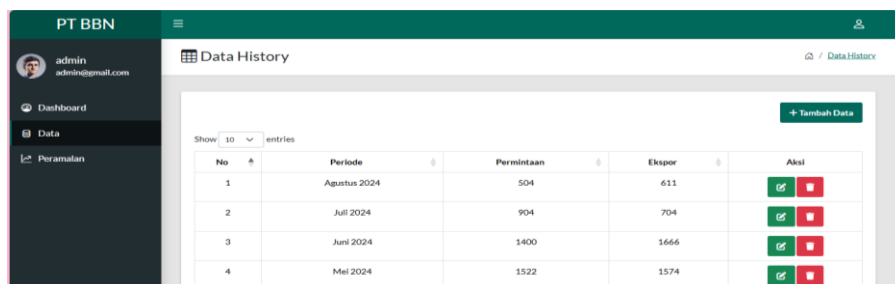 PT BBN
admin
admin@gmail.com
Data History
/ Data History
Dashboard
Data
Peramalan
+ Tambah Data
Show 10 entries
No Periode Permintaan Ekspor Aksi
1 Agustus 2024 504 611
2 Juli 2024 904 704
3 Juni 2024 1400 1666
4 Mei 2024 1522 1574